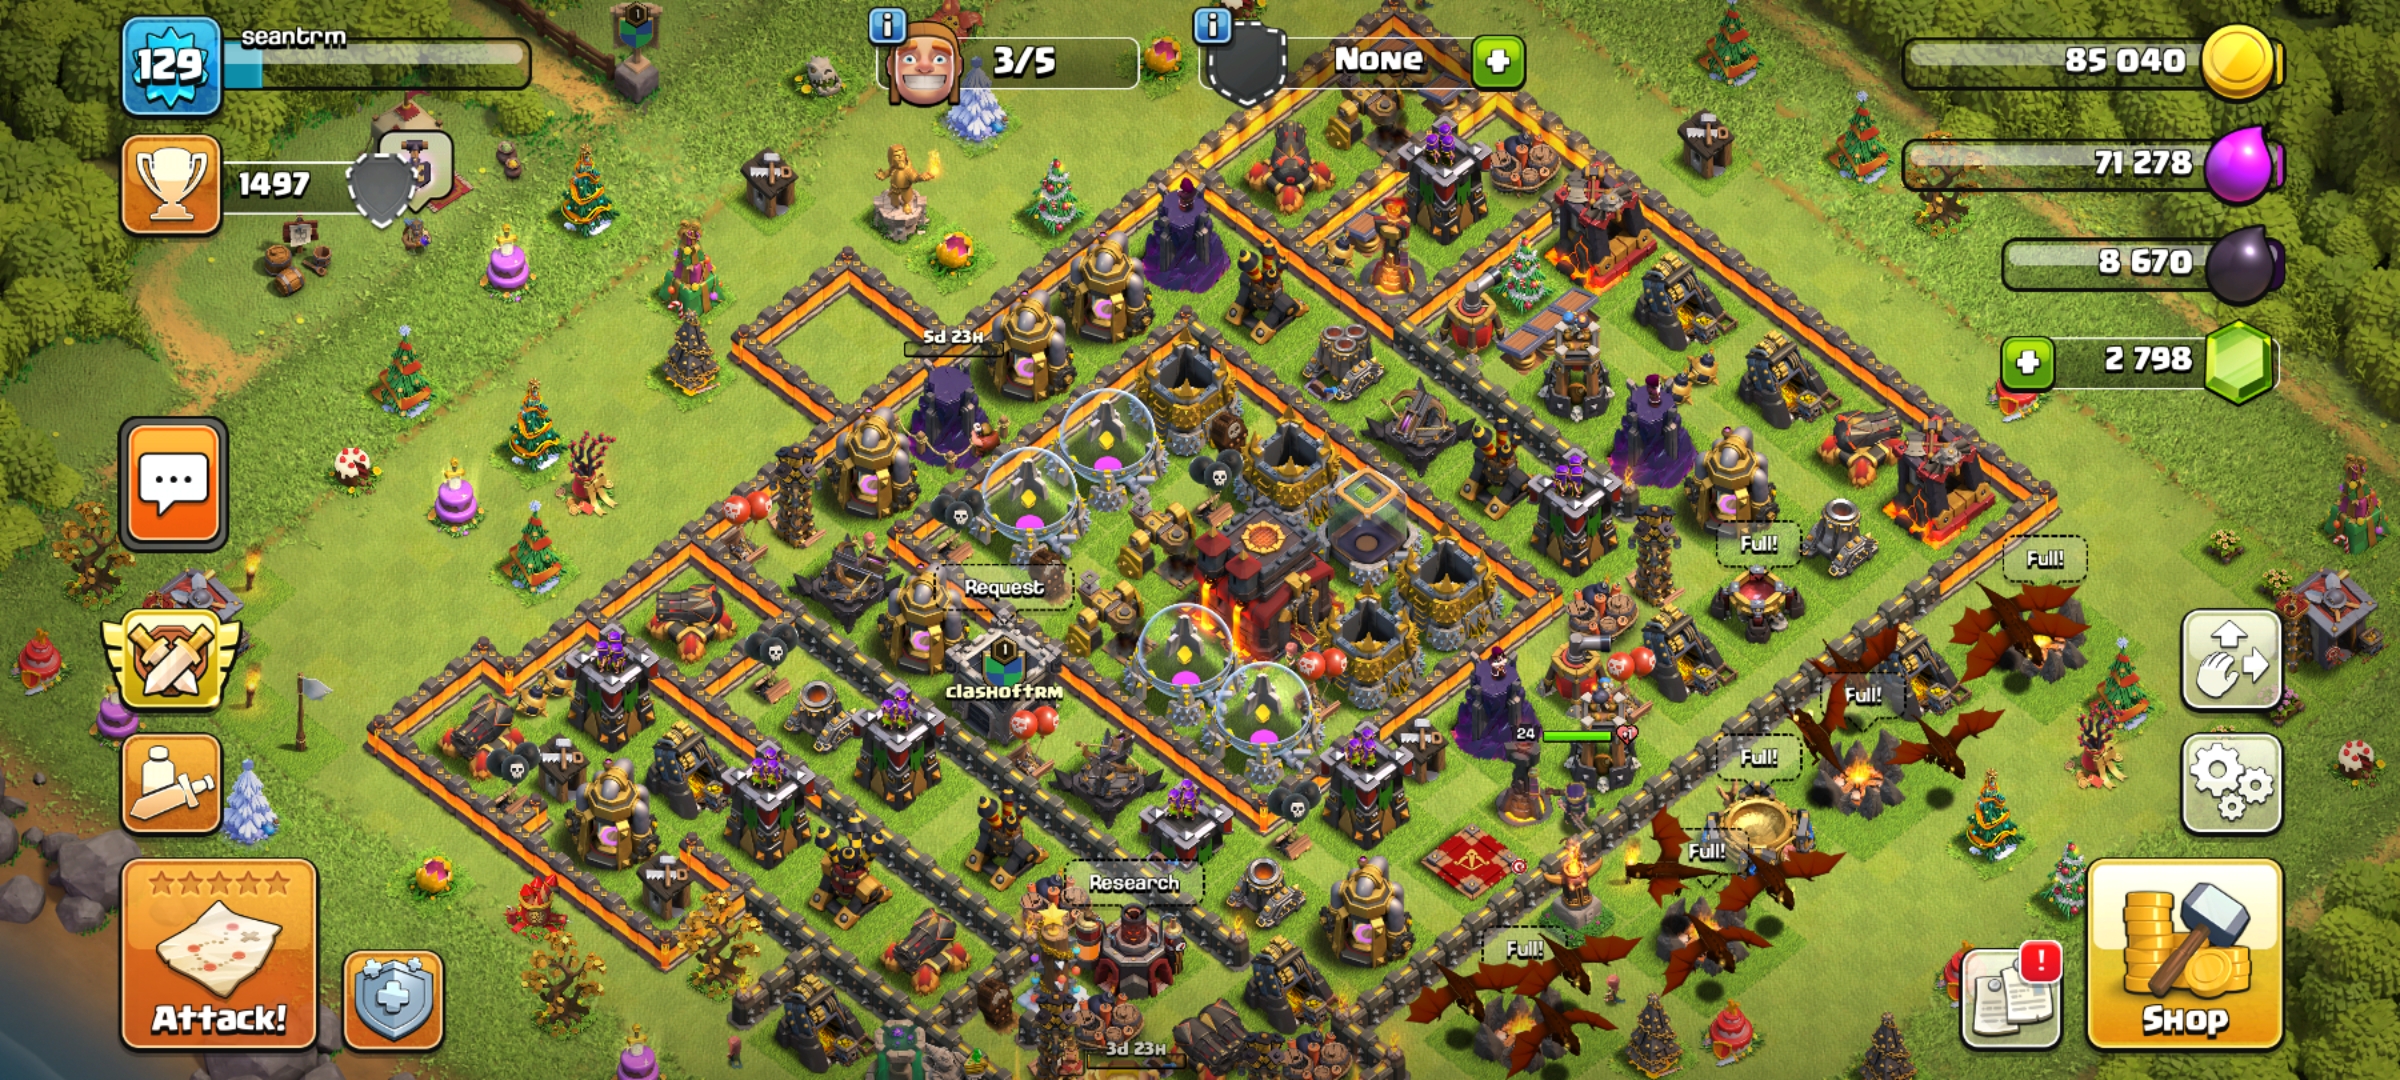 129
seantrm
3/5
None
85 040
1497
71 278
8 670
2 798
5d 23h
Full!
Full!
Request
1
clashoftrm
Full!
24
Full!
Full!
Research
Full!
Attack!
3d 23h
!
Shop